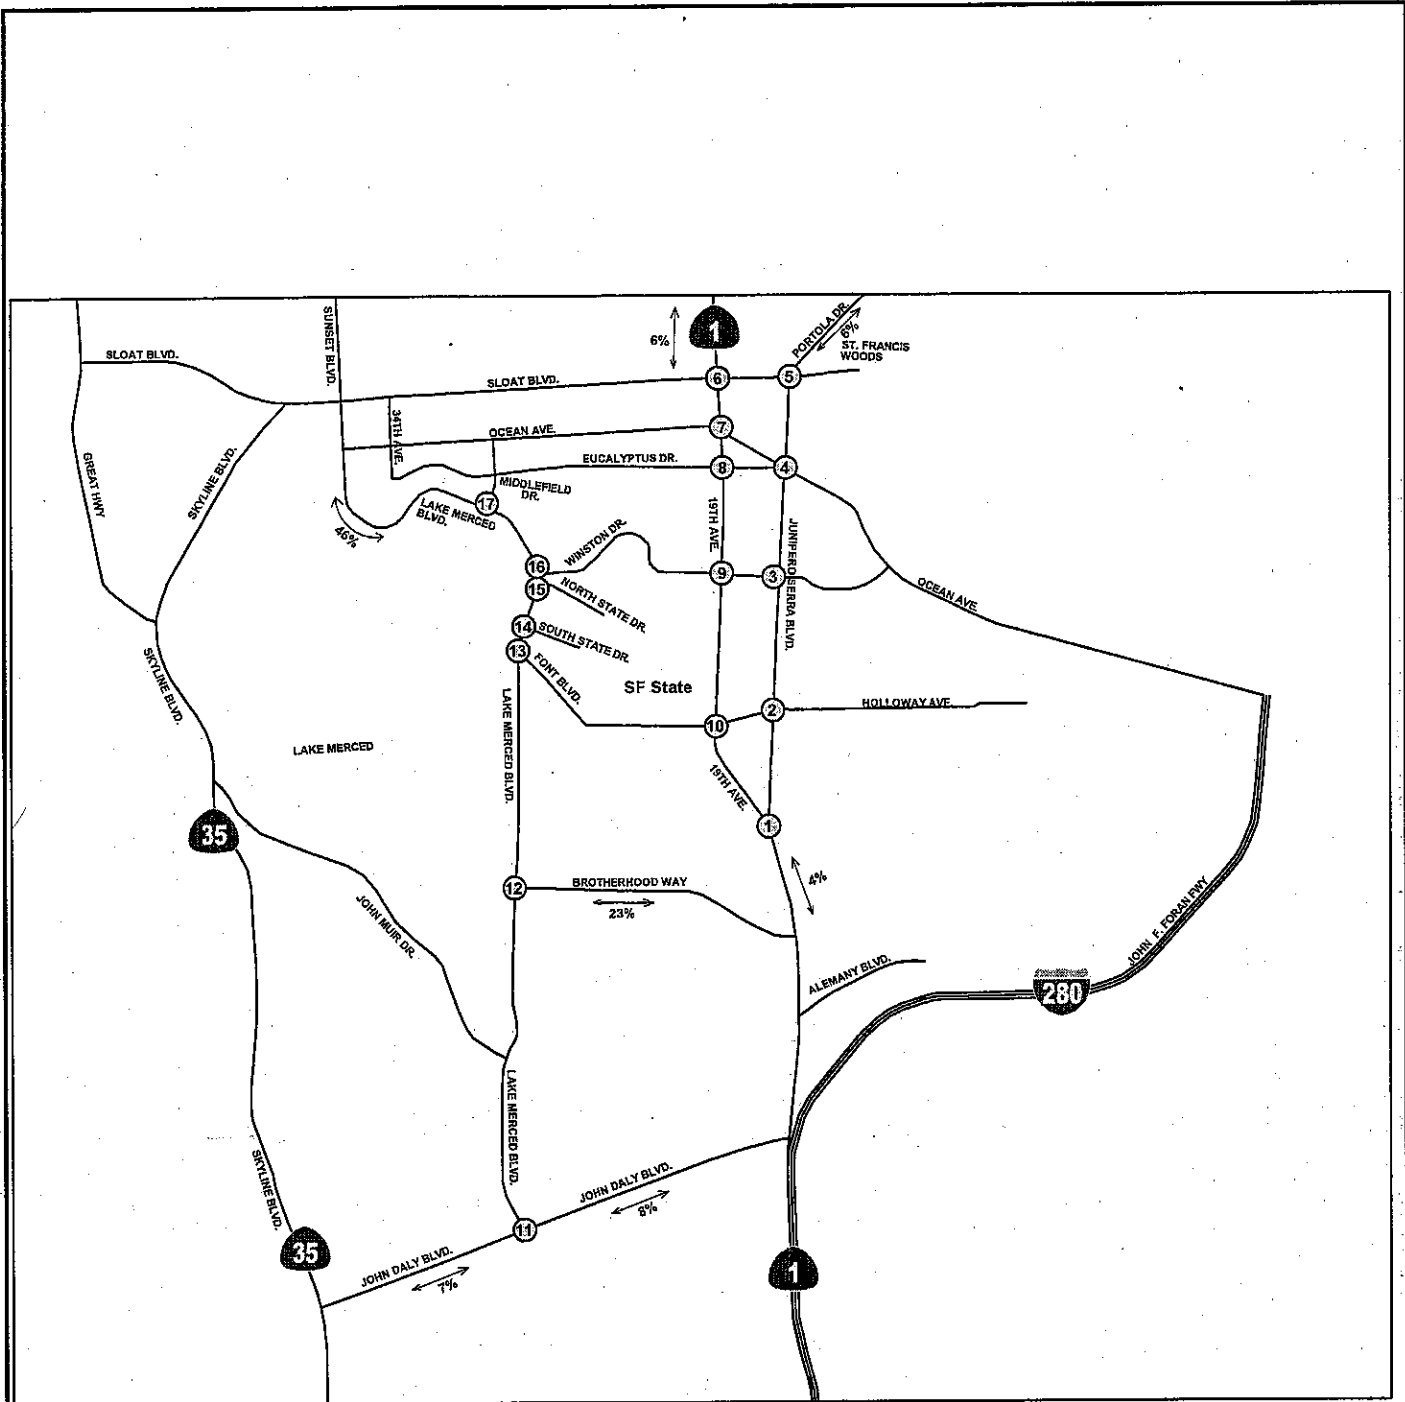 1
6%
PORTOLA DR.
6%
ST. FRANCIS
WOODS
SUNSET BLVD.
SLOAT BLVD.
SLOAT BLVD.
6
5
34TH AVE.
OCEAN AVE.
7
EUCALYPTUS DR.
8
4
GREAT HWY
SKYLINE BLVD.
MIDDLEFIELD
DR.
17
LAKE MERCED
BLVD.
46%
19TH AVE.
JUNIPERO SERRA BLVD.
WINSTON DR.
16
9
3
15
NORTH STATE DR.
OCEAN AVE.
14
SOUTH STATE DR.
13
FONT BLVD.
SKYLINE BLVD.
SF State
LAKE MERCED BLVD.
2
HOLLOWAY AVE.
10
LAKE MERCED
19TH AVE.
35
1
12
BROTHERHOOD WAY
23%
4%
JOHN MUIR DR.
JOHN F. FORAN FWY
ALEMANY BLVD.
280
LAKE MERCED BLVD.
SKYLINE BLVD.
JOHN DALY BLVD.
8%
11
35
JOHN DALY BLVD.
7%
1